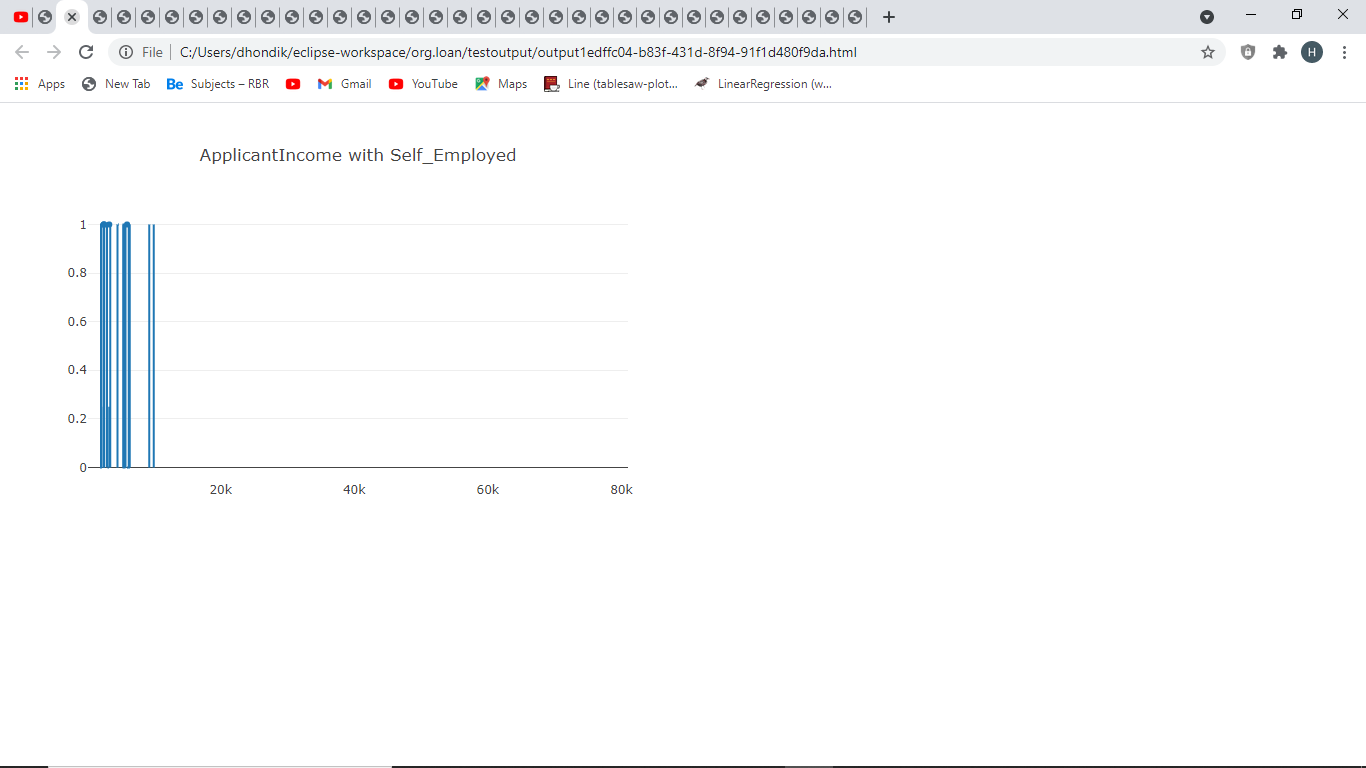 File
C:/Users/dhondik/eclipse-workspace/org.loan/testoutput/output1edffc04-b83f-431d-8f94-91f1d480f9da.html
H
Apps
New Tab
Be Subjects – RBR
Gmail
YouTube
Maps
Line (tablesaw-plot...
LinearRegression (w...
ApplicantIncome with Self_Employed
1
0.8
0.6
0.4
0.2
0
20k
40k
60k
80k